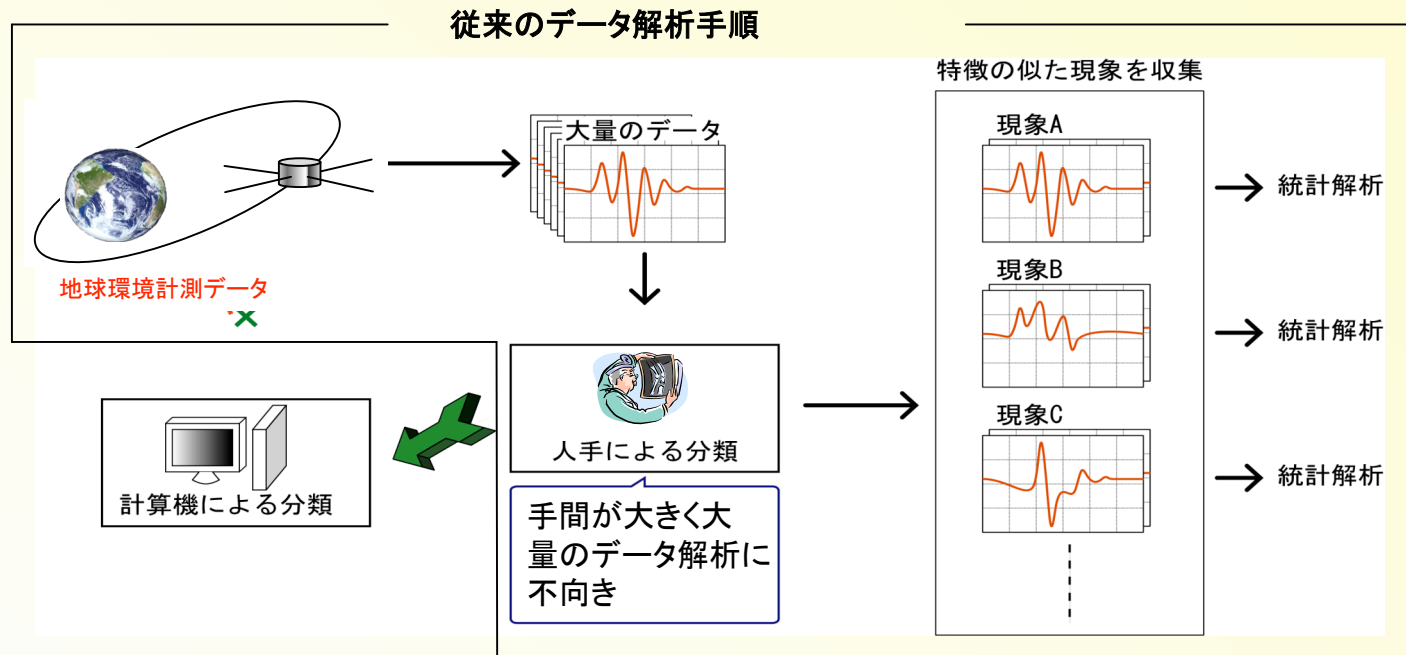 従来のデータ解析手順
地球環境計測データ
大量のデータ
人手による分類
手間が大きく大
量のデータ解析に
不向き
計算機による分類
特徴の似た現象を収集
現象A
統計解析
現象B
統計解析
現象C
統計解析